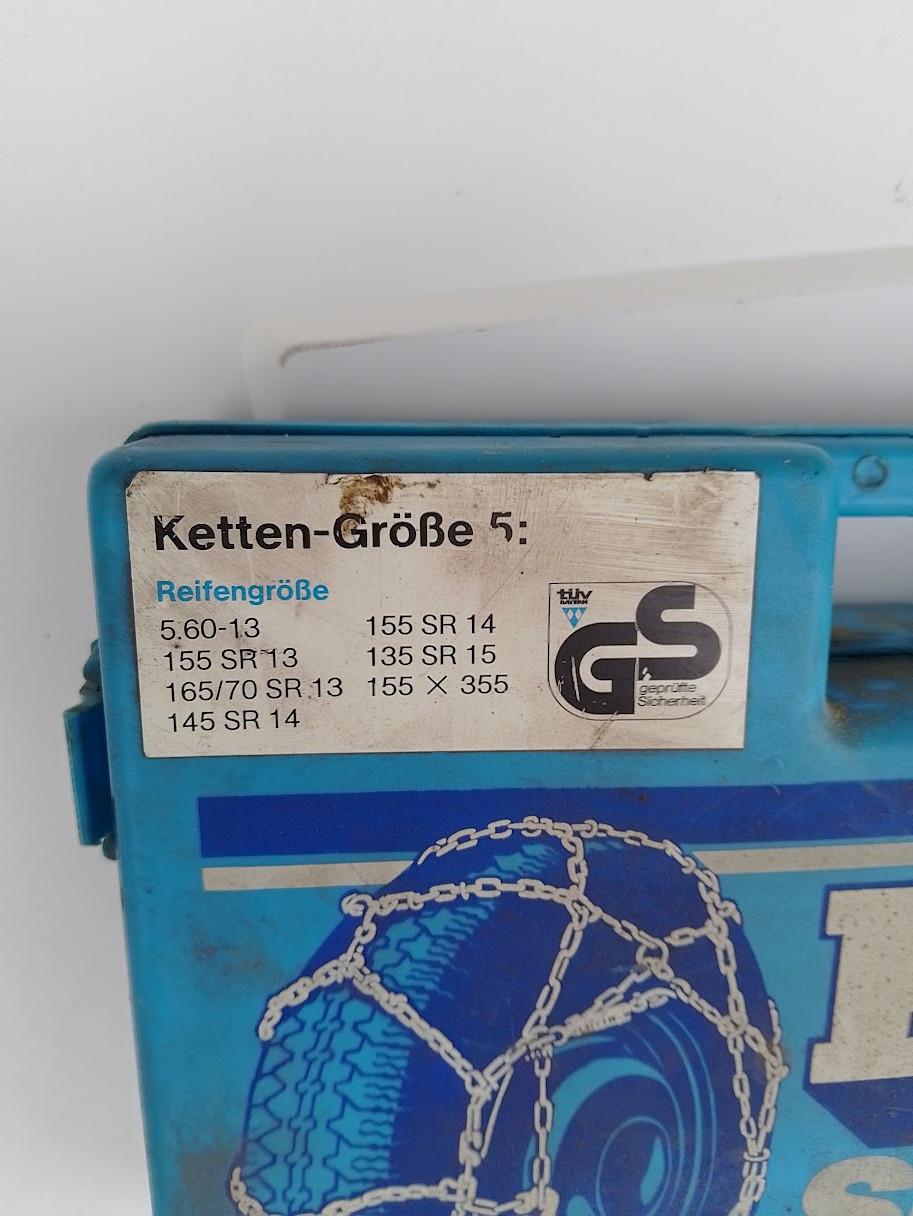 Ketten-Größe 5:
Reifengröße
5.60-13
155 SR 13
165/70 SR 13
145 SR 14
155 SR 14
135 SR 15
155 × 355
TÜV
BAYERN
GS
geprüfte
Sicherheit